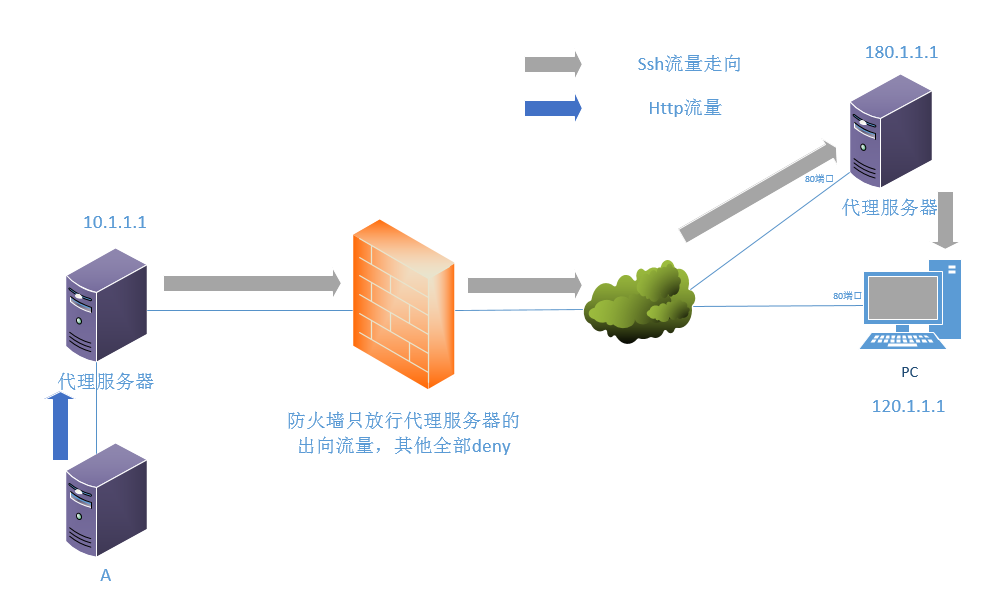 180.1.1.1
Ssh流量走向
Http流量
80端口
代理服务器
10.1.1.1
80端口
代理服务器
PC
120.1.1.1
防火墙只放行代理服务器的
出向流量，其他全部deny
A